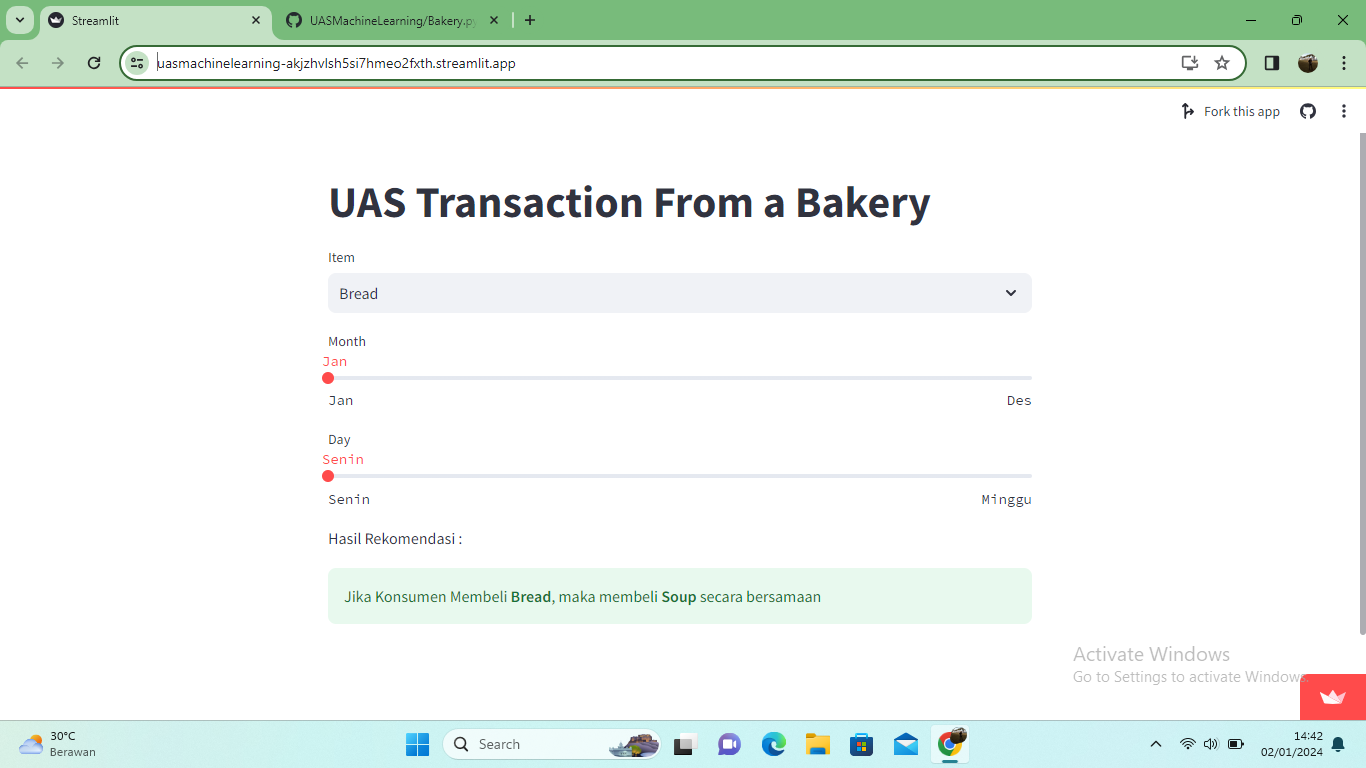 Streamlit
UASMachineLearning/Bakery.py
uasmachinelearning-akjzhvlsh5si7hmeo2fxth.streamlit.app
Fork this app
UAS Transaction From a Bakery
Item
Bread
Month
Jan
Jan Des
Day
Senin
Senin Minggu
Hasil Rekomendasi :
Jika Konsumen Membeli Bread, maka membeli Soup secara bersamaan
Activate Windows
Go to Settings to activate Windows.
30°C
Berawan
Search
14:42
02/01/2024